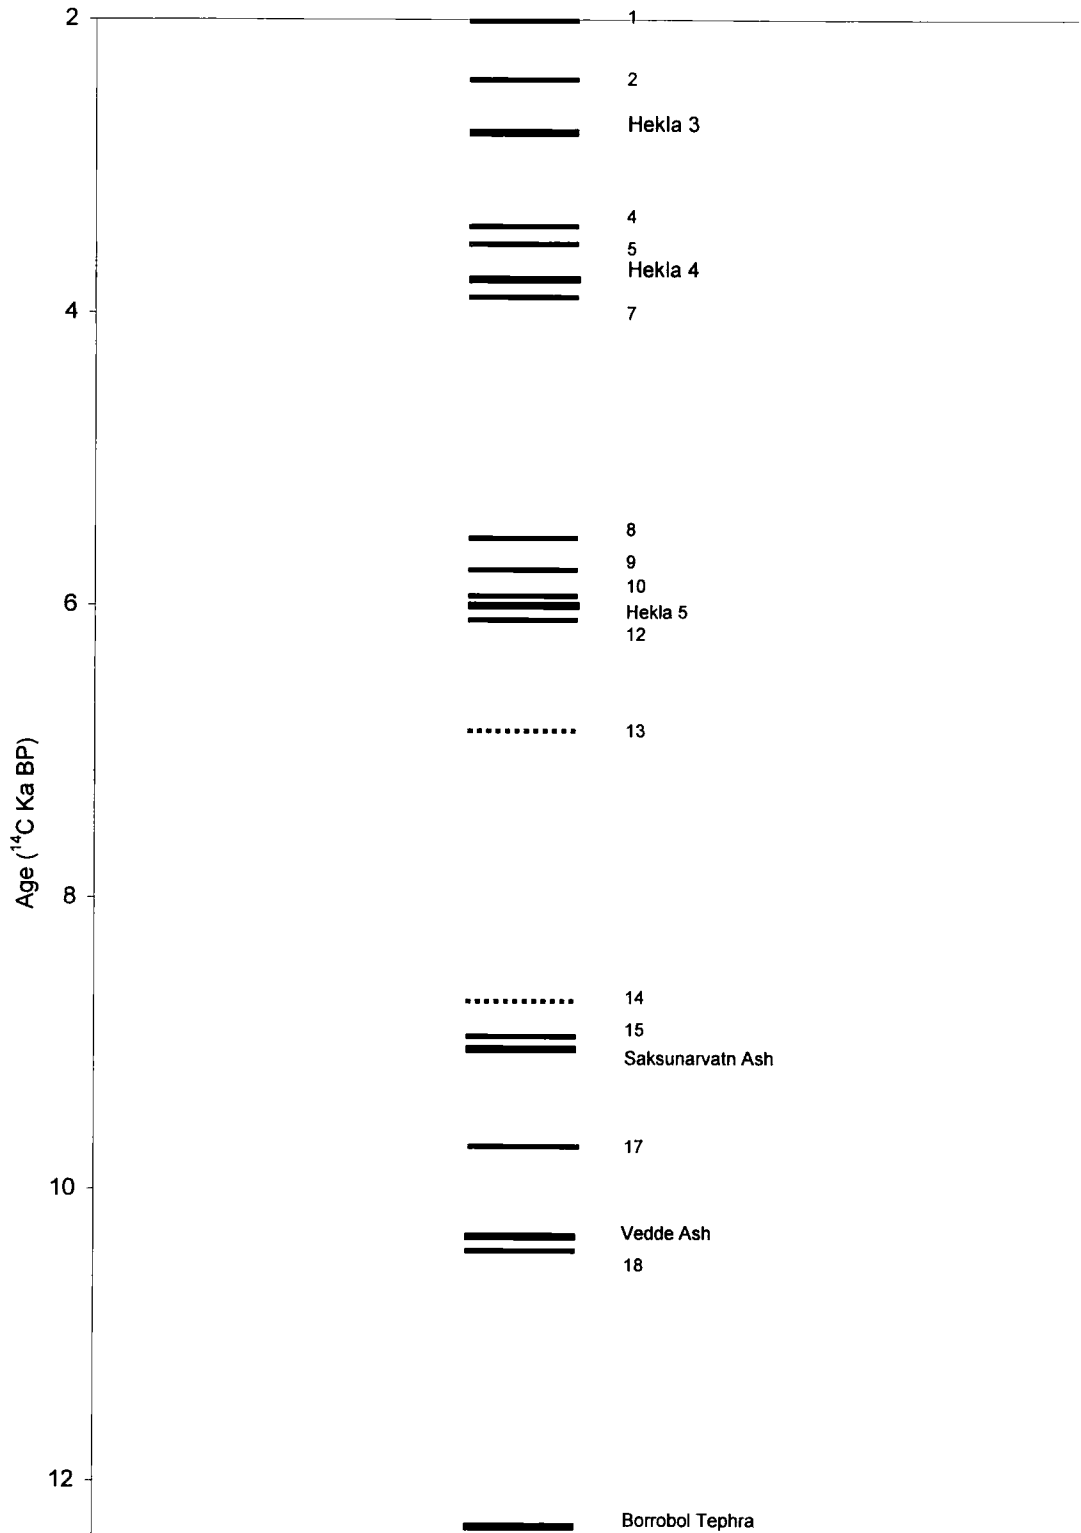 2
1
2
Hekla 3
4
5
Hekla 4
4
7
8
9
10
6
Hekla 5
12
13
Age (¹⁴C Ka BP)
8
14
15
Saksunarvatn Ash
17
10
Vedde Ash
18
12
Borrobol Tephra